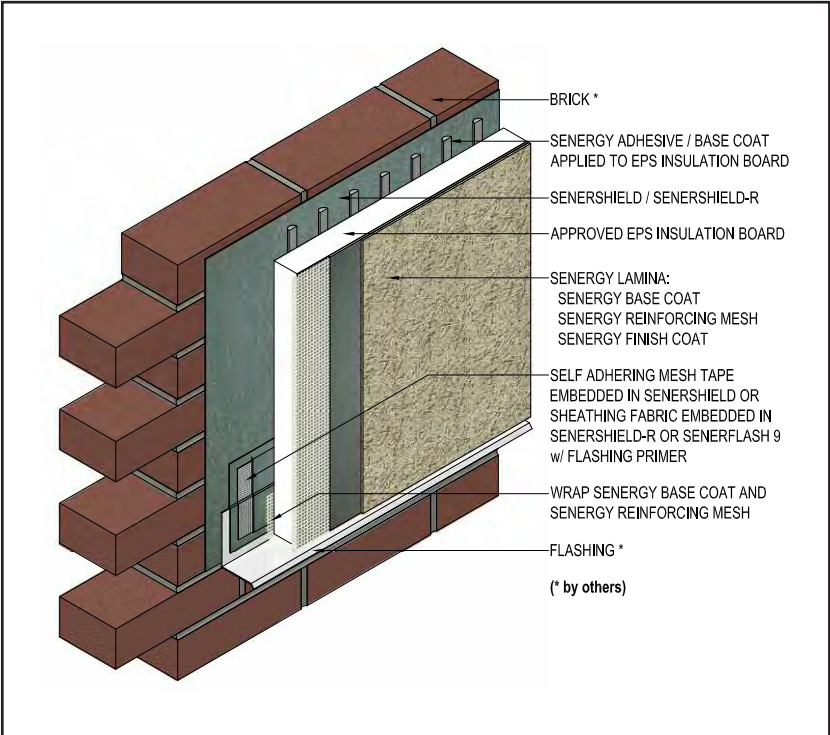 BRICK *
SENERGY ADHESIVE / BASE COAT
APPLIED TO EPS INSULATION BOARD
SENERSHIELD / SENERSHIELD-R
APPROVED EPS INSULATION BOARD
SENERGY LAMINA:
SENERGY BASE COAT
SENERGY REINFORCING MESH
SENERGY FINISH COAT
SELF ADHERING MESH TAPE
EMBEDDED IN SENERSHIELD OR
SHEATHING FABRIC EMBEDDED IN
SENERSHIELD-R OR SENERFLASH 9
w/ FLASHING PRIMER
WRAP SENERGY BASE COAT AND
SENERGY REINFORCING MESH
FLASHING *
(* by others)